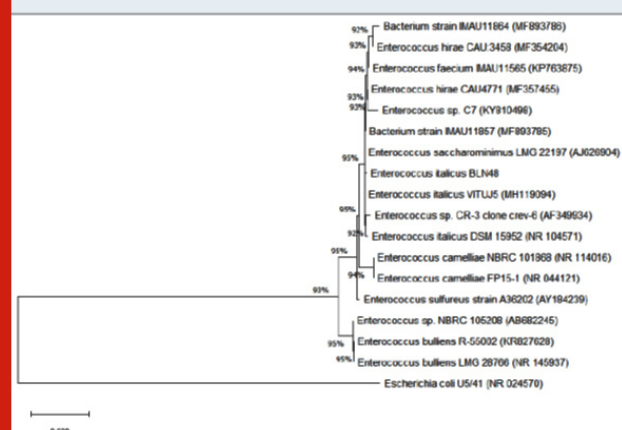 92%
Bacterium strain IMAU11864 (MF893786)
93%
Enterococcus hirae CAU:3458 (MF354204)
94%
Enterococcus faecium IMAU11565 (KP763875)
Enterococcus hirae CAU4771 (MF357455)
93%
93%
Enterococcus sp. C7 (KY810498)
Bacterium strain IMAU11857 (MF893785)
95%
Enterococcus saccharominimus LMG 22197 (AJ626904)
Enterococcus italicus BLN48
Enterococcus italicus VITUJ5 (MH119094)
95%
Enterococcus sp. CR-3 clone crev-6 (AF349934)
92%
Enterococcus italicus DSM 15952 (NR 104571)
95%
Enterococcus camelliae NBRC 101868 (NR 114016)
94%
Enterococcus camelliae FP15-1 (NR 044121)
93%
Enterococcus sulfureus strain A36202 (AY184239)
Enterococcus sp. NBRC 105208 (AB682245)
95%
Enterococcus bulliens R-55002 (KR827628)
95%
Enterococcus bulliens LMG 28766 (NR 145937)
Escherichia coli U5/41 (NR 024570)